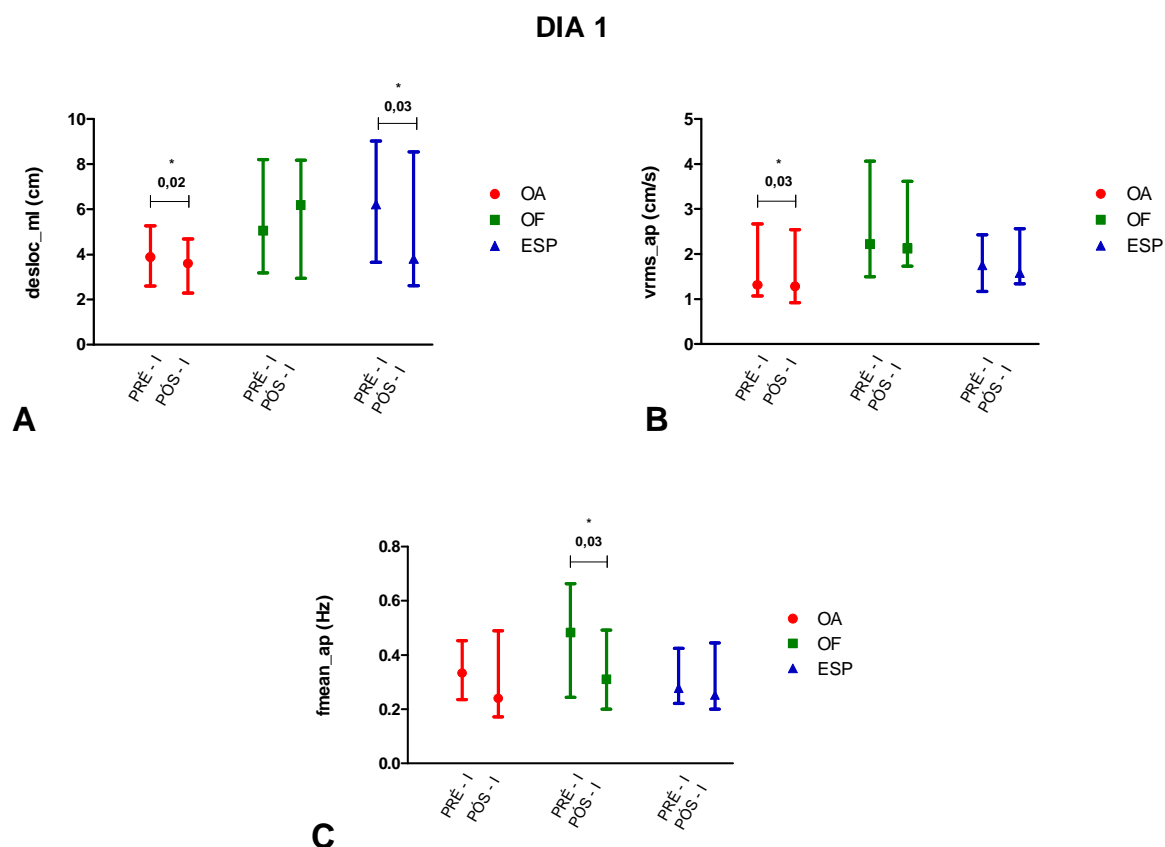 DIA 1
desloc_ml (cm)
10
8
6
4
2
0
*
0,02
*
0,03
PRÉ - I
PÓS - I
PRÉ - I
PÓS - I
PRÉ - I
PÓS - I
OA
OF
ESP
A
vrms_ap (cm/s)
5
4
3
2
1
0
*
0,03
PRÉ - I
PÓS - I
PRÉ - I
PÓS - I
PRÉ - I
PÓS - I
OA
OF
ESP
B
fmean_ap (Hz)
0.8
0.6
0.4
0.2
0.0
*
0,03
PRÉ - I
PÓS - I
PRÉ - I
PÓS - I
PRÉ - I
PÓS - I
OA
OF
ESP
C